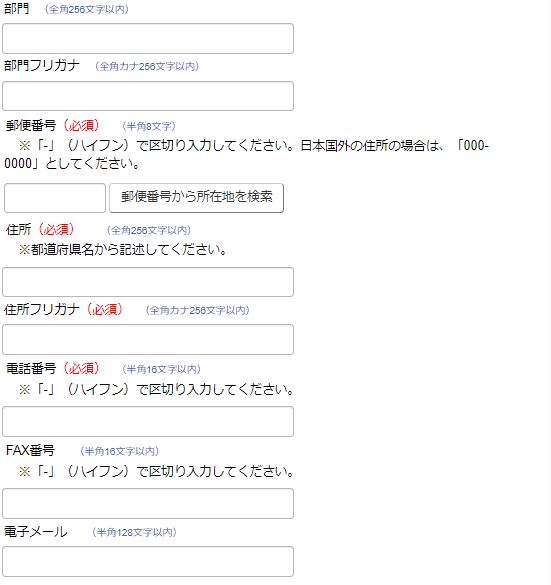 部門 （全角256文字以内）
部門フリガナ （全角カナ256文字以内）
郵便番号（必須） （半角8文字）
※「-」（ハイフン）で区切り入力してください。日本国外の住所の場合は、「000-
0000」としてください。
郵便番号から所在地を検索
住所（必須） （全角256文字以内）
※都道府県名から記述してください。
住所フリガナ（必須） （全角カナ256文字以内）
電話番号（必須） （半角16文字以内）
※「-」（ハイフン）で区切り入力してください。
FAX番号 （半角16文字以内）
※「-」（ハイフン）で区切り入力してください。
電子メール （半角128文字以内）